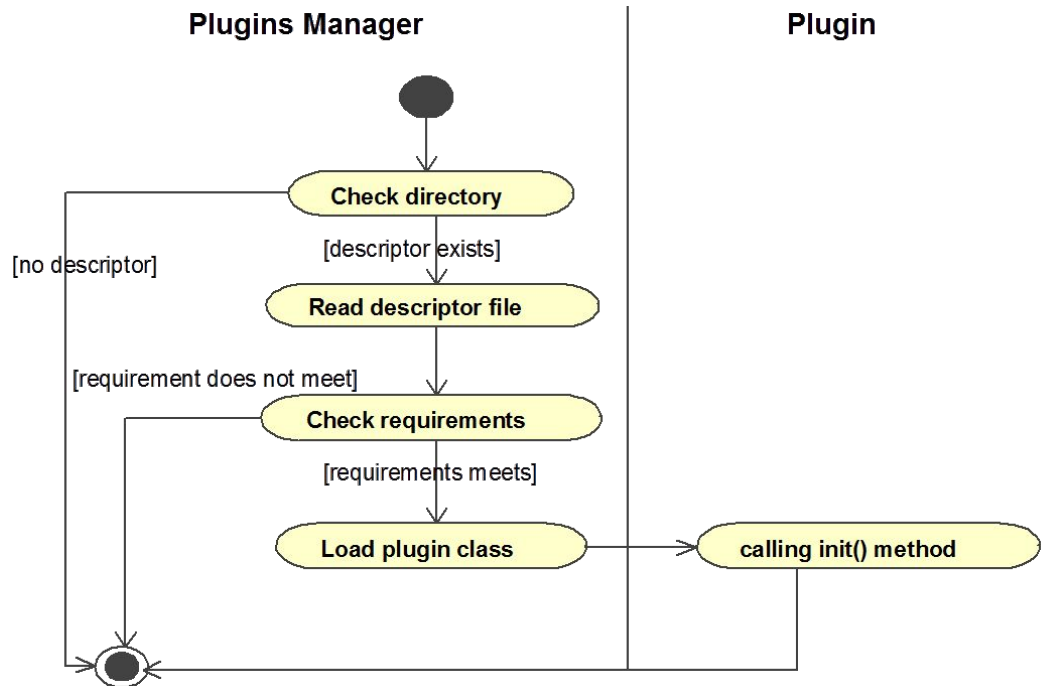 Plugins Manager
Plugin
Check directory
[descriptor exists]
[no descriptor]
Read descriptor file
[requirement does not meet]
Check requirements
[requirements meets]
Load plugin class
calling init() method